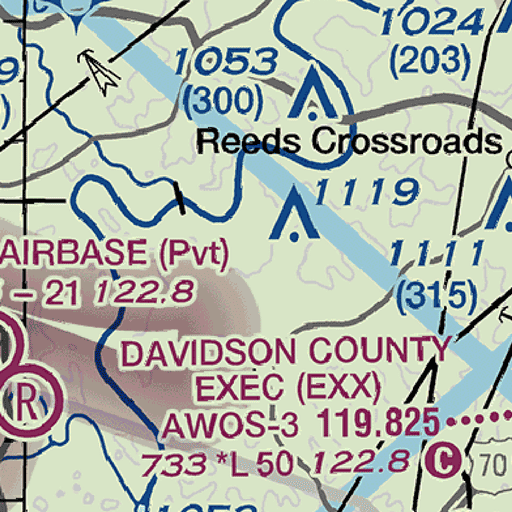 1024
(203)
1053
(300)
9
)
Reeds Crossroads
1119
1111
(315)
AIRBASE (Pvt)
– 21 122.8
DAVIDSON COUNTY
EXEC (EXX)
AWOS-3 119.825
733 *L 50 122.8 C
R
70